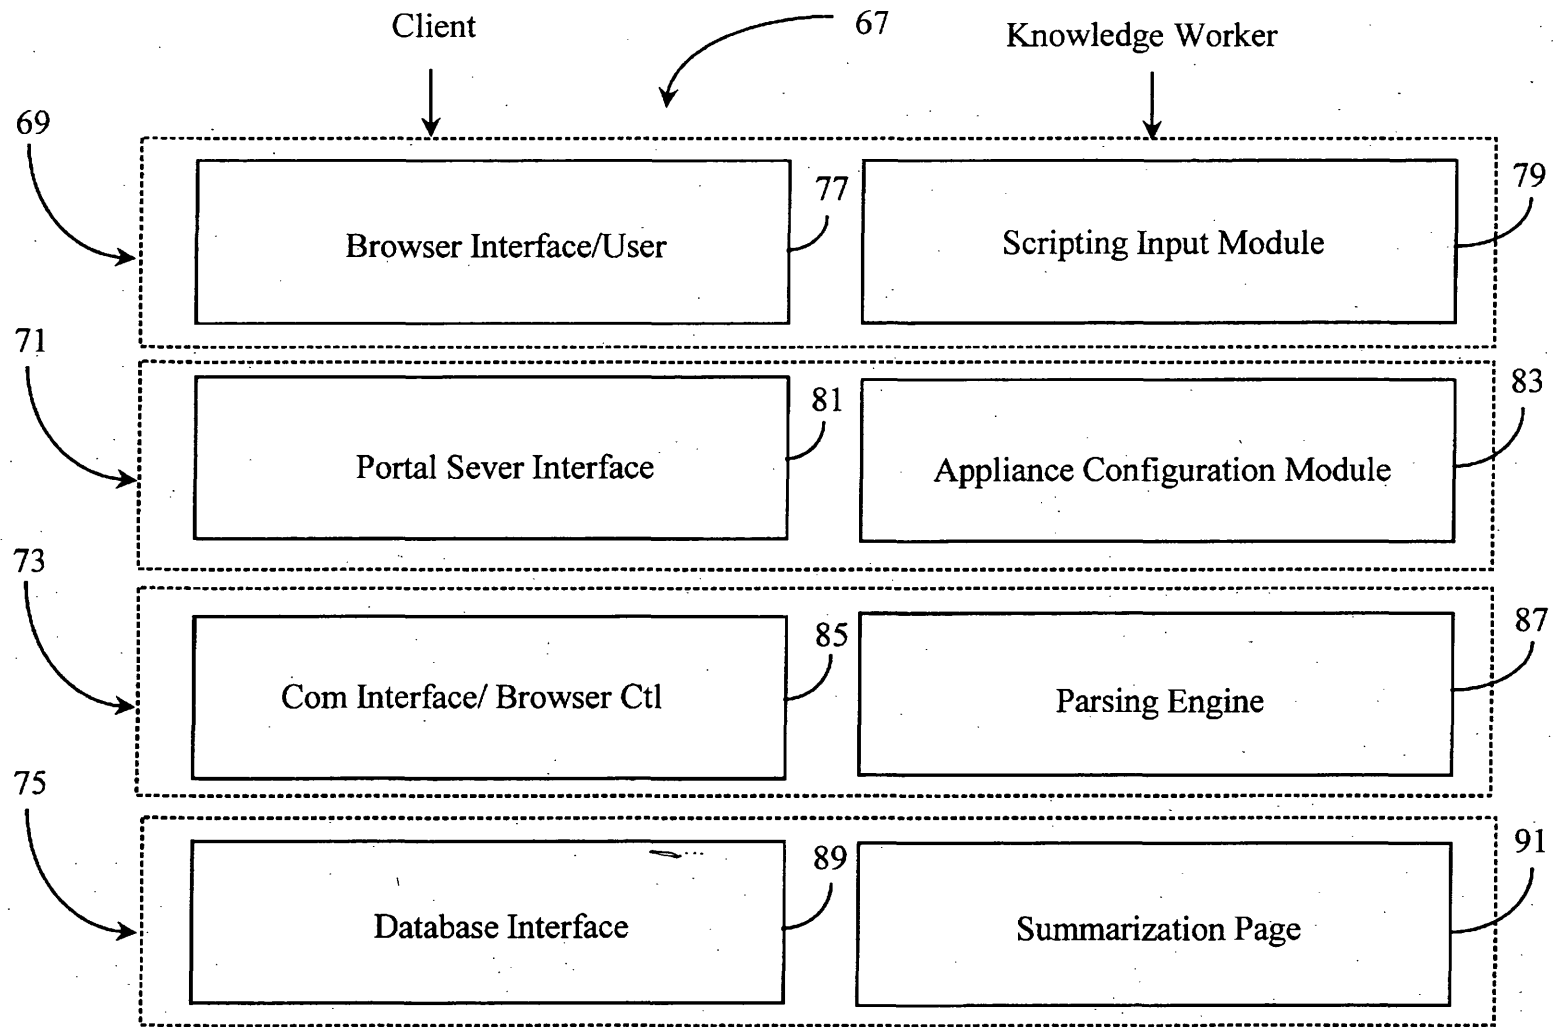 Client
67
Knowledge Worker
69
77
79
Browser Interface/User
Scripting Input Module
71
81
83
Portal Sever Interface
Appliance Configuration Module
73
85
87
Com Interface/ Browser Ctl
Parsing Engine
75
89
91
Database Interface
Summarization Page